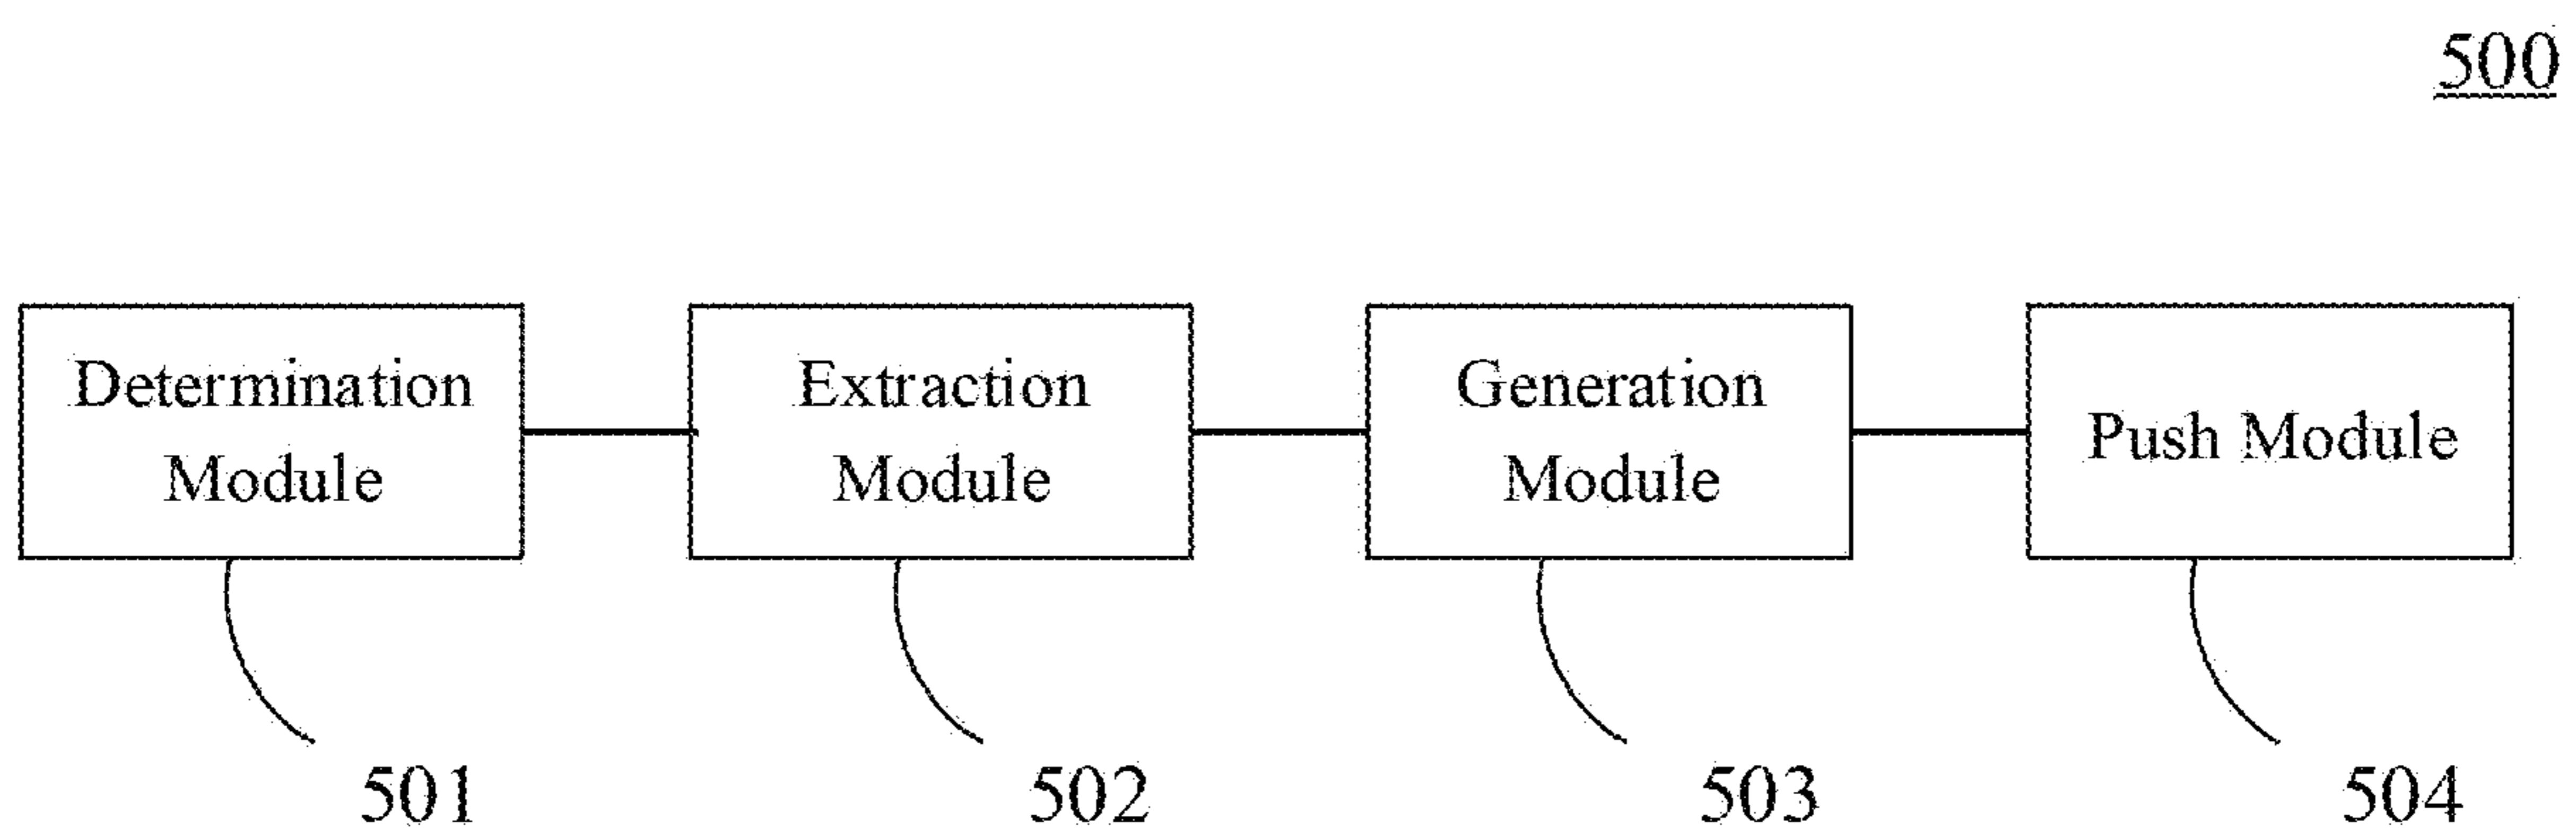 500
Determination
Module
Extraction
Module
Generation
Module
Push Module
501
502
503
504